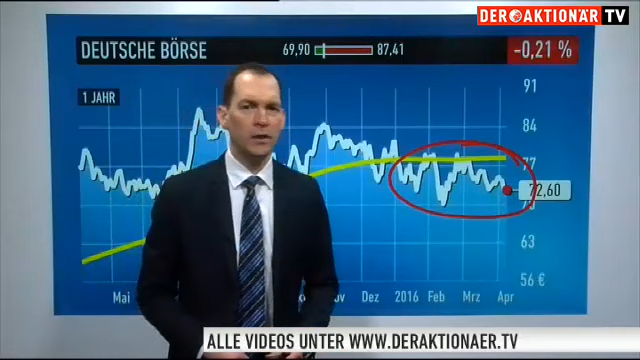 DER AKTIONÄR TV
DEUTSCHE BÖRSE 69,90 87,41 -0,21 %
1 JAHR
91
84
77
72,60
63
56 €
Mai Dez 2016 Feb Mrz Apr
ALLE VIDEOS UNTER WWW.DERAKTIONAER.TV